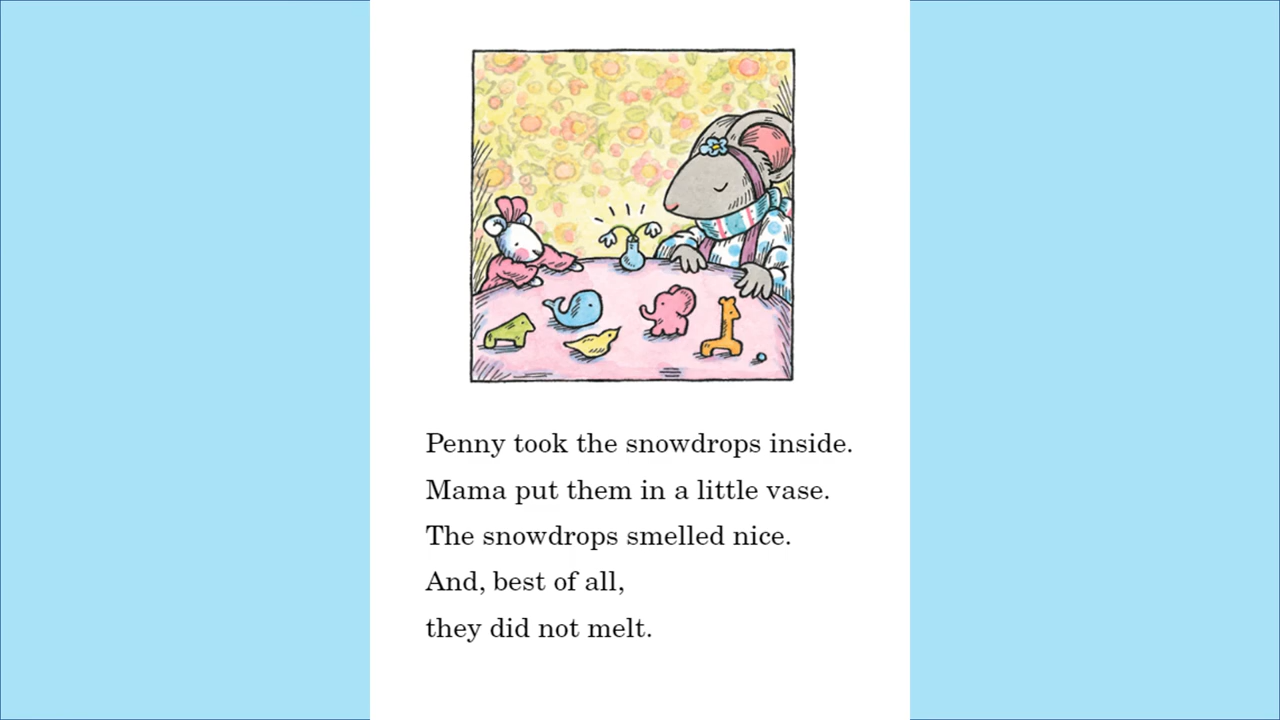 Penny took the snowdrops inside.
Mama put them in a little vase.
The snowdrops smelled nice.
And, best of all,
they did not melt.